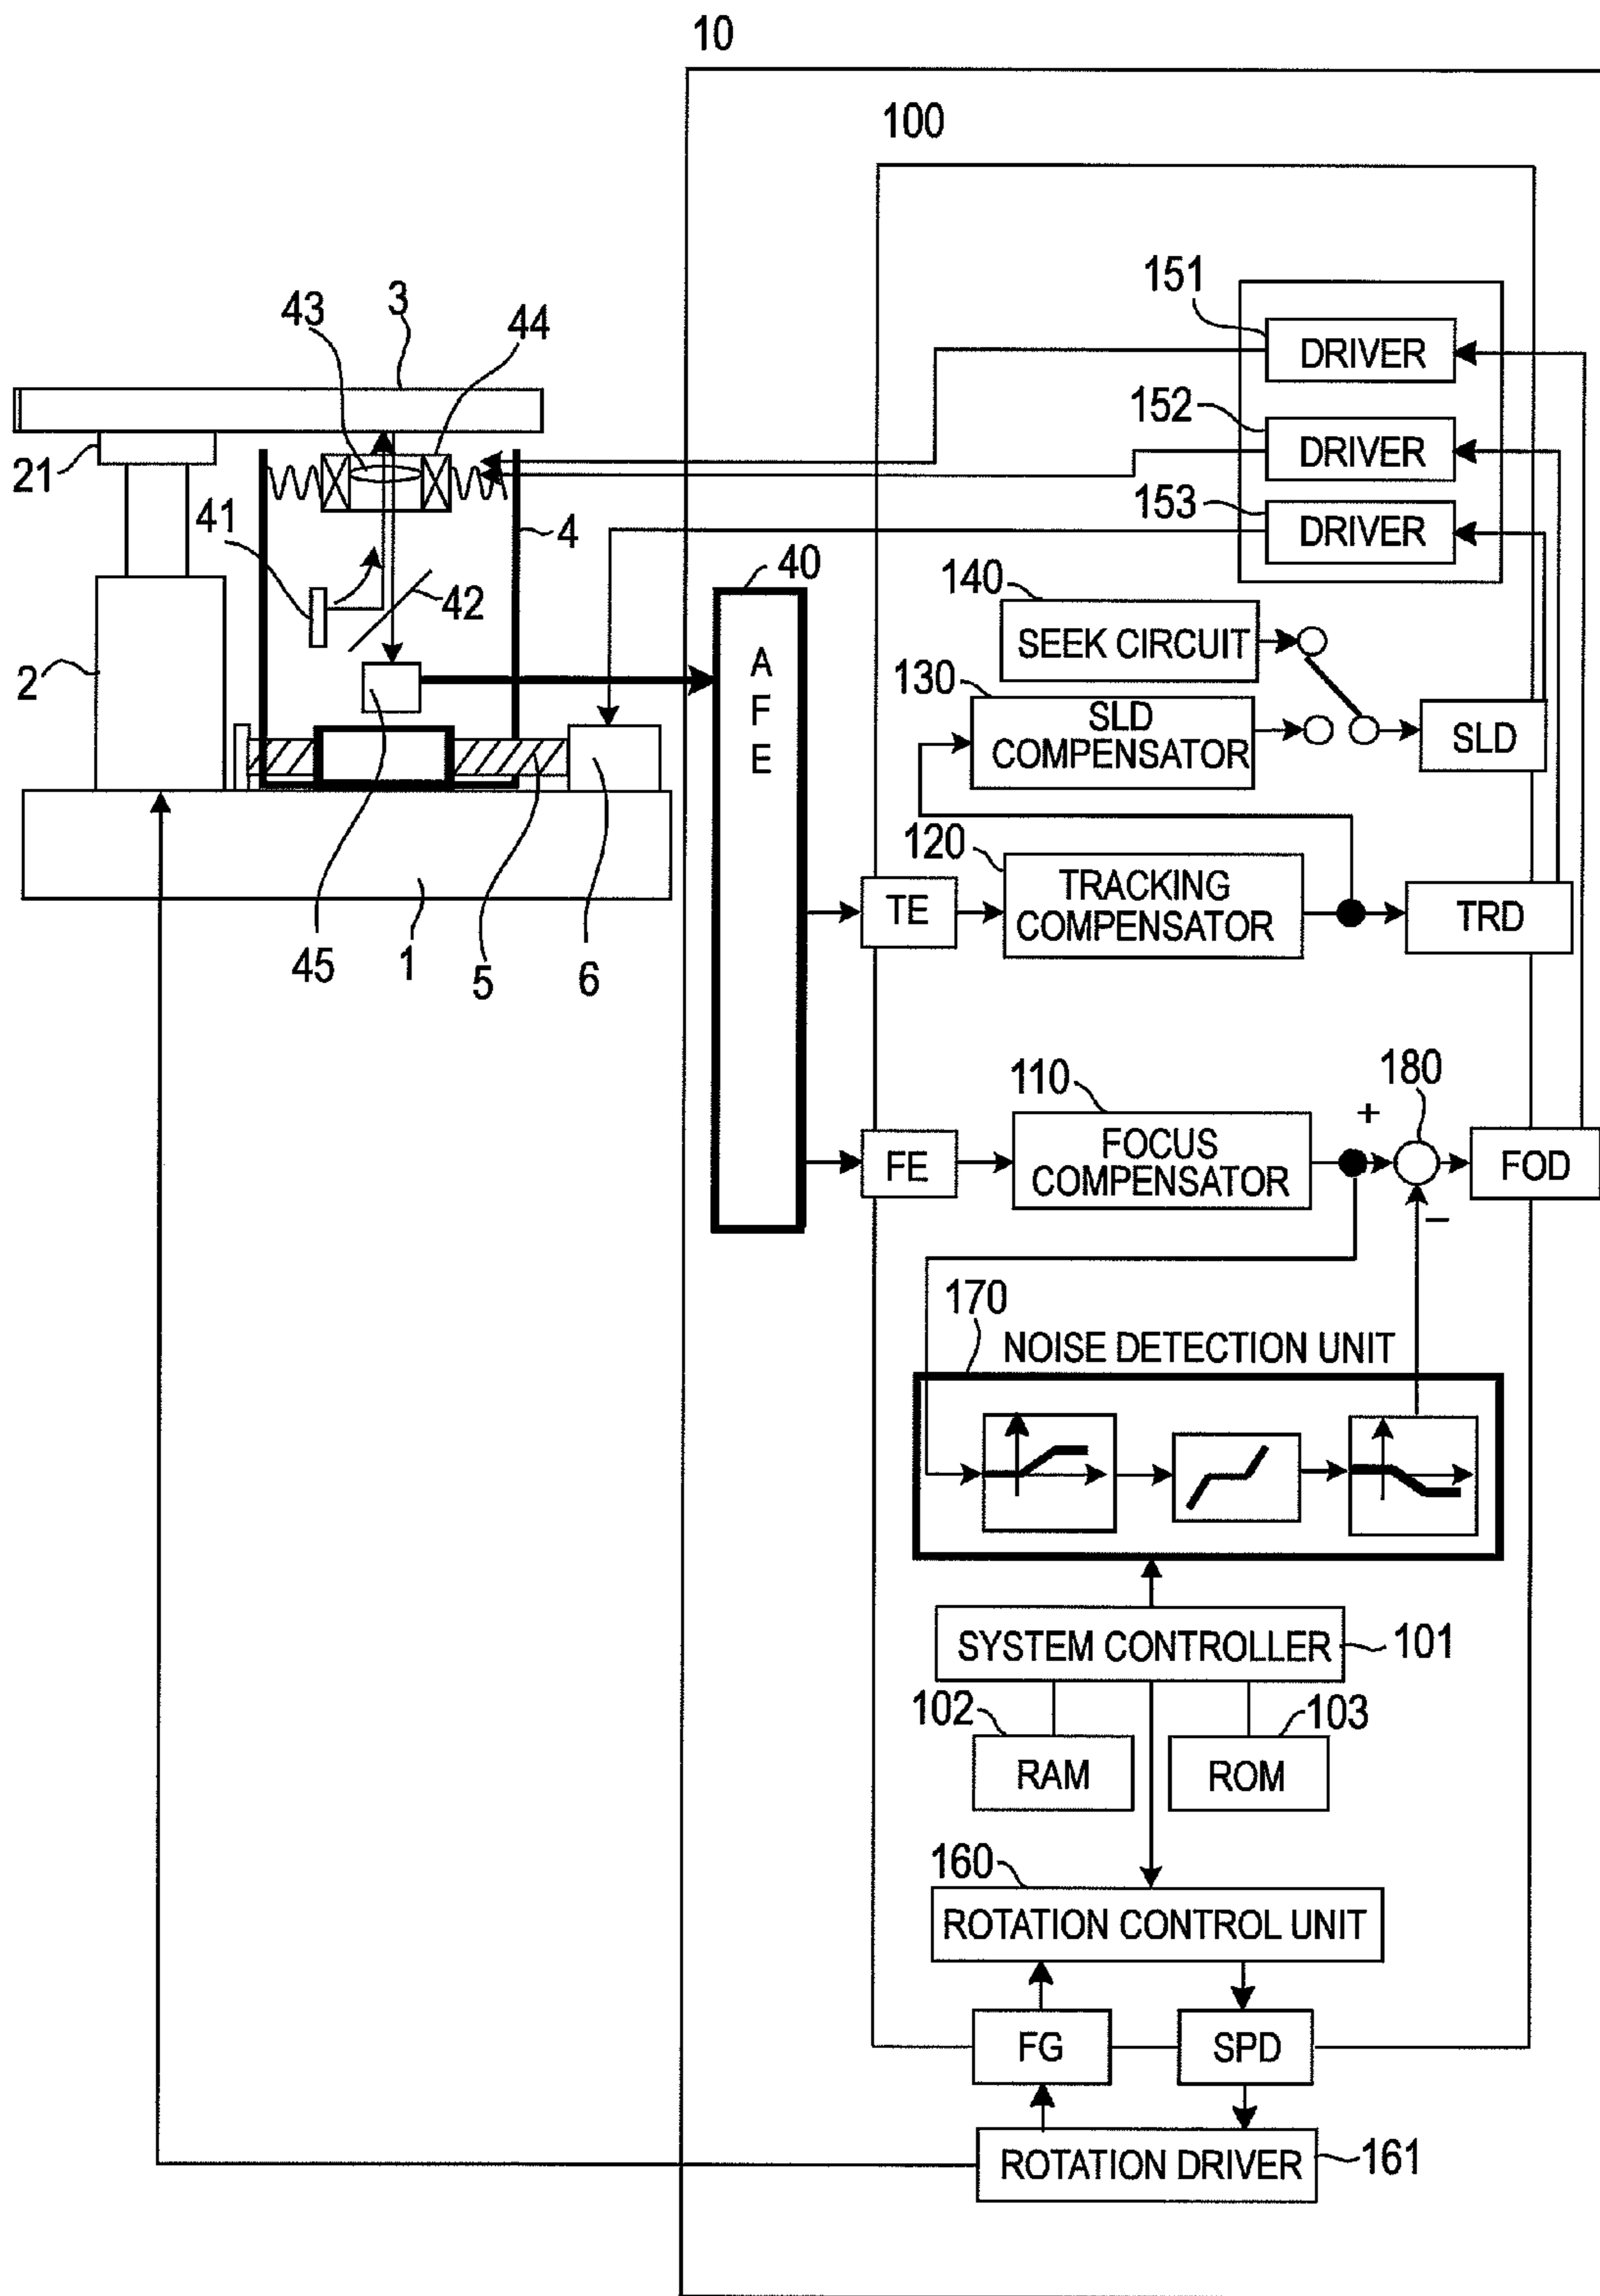 10
100
151
DRIVER
152
DRIVER
153
DRIVER
43
3
44
21
41
4
42
2
45
1
5
6
40
A
F
E
140
SEEK CIRCUIT
130
SLD
COMPENSATOR
SLD
120
TE
TRACKING
COMPENSATOR
TRD
110
180
+
FE
FOCUS
COMPENSATOR
FOD
−
170
NOISE DETECTION UNIT
SYSTEM CONTROLLER
101
102
103
RAM
ROM
160
ROTATION CONTROL UNIT
FG
SPD
ROTATION DRIVER
161